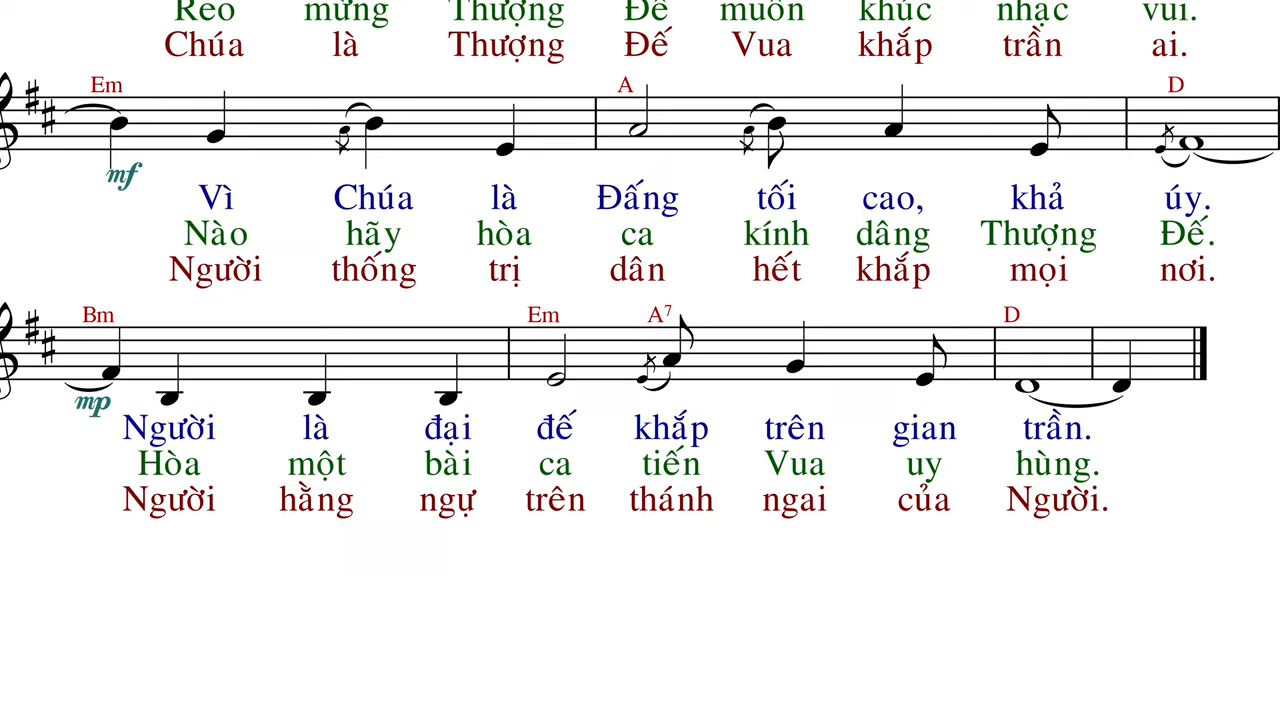 Reo mừng Thượng Đế muôn khúc nhạc vui.
Chúa là Thượng Đế Vua khắp trần ai.
Em A D
mf
Vì Chúa là Đấng tối cao, khả úy.
Nào hãy hòa ca kính dâng Thượng Đế.
Người thống trị dân hết khắp mọi nơi.
Bm Em A7 D
mp
Người là đại đế khắp trên gian trần.
Hòa một bài ca tiến Vua uy hùng.
Người hằng ngự trên thánh ngai của Người.